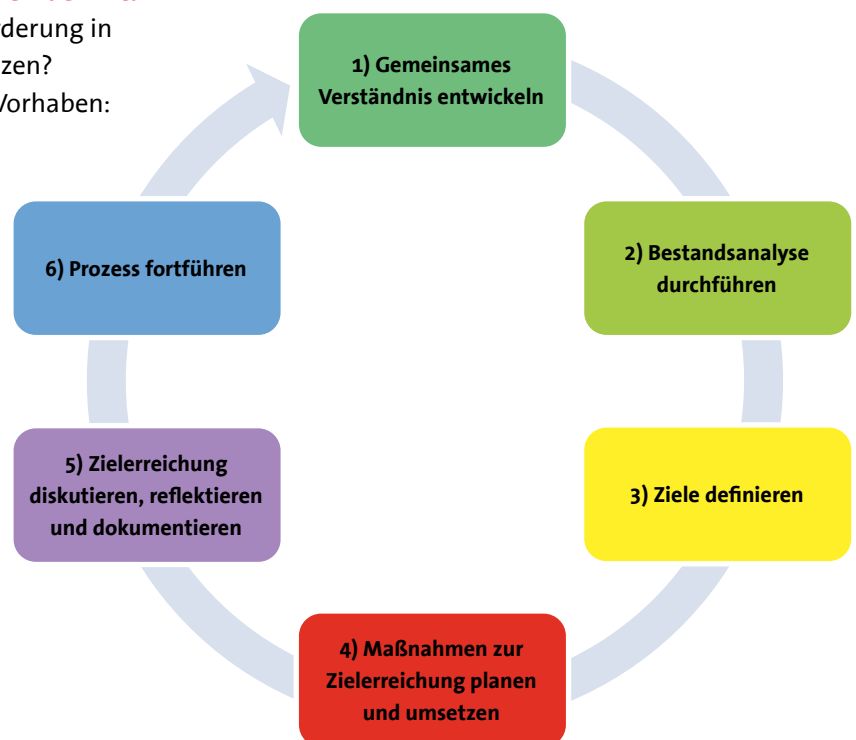 rderung in
zen?
Vorhaben:
1) Gemeinsames
Verständnis entwickeln
2) Bestandsanalyse
durchführen
3) Ziele definieren
4) Maßnahmen zur
Zielerreichung planen
und umsetzen
5) Zielerreichung
diskutieren, reflektieren
und dokumentieren
6) Prozess fortführen